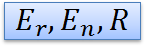 E_r, E_n, R